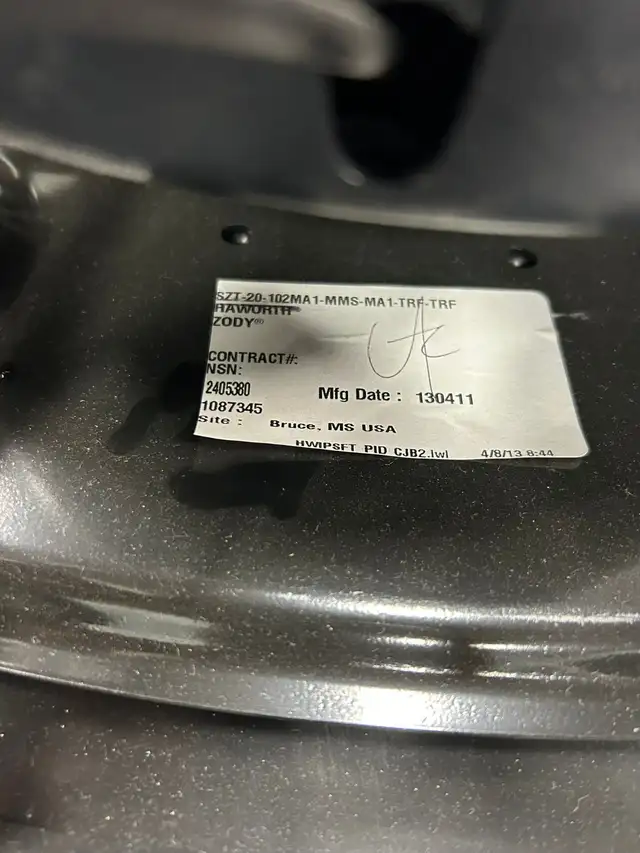 SZT-20-102MA1-MMS-MA1-TRF-TRF
HAWORTH®
ZODY®
CONTRACT#:
NSN:
2405380
Mfg Date : 130411
1087345
Site : Bruce, MS USA
HWIPSFT PID CJB2.lwl 4/8/13 8:44